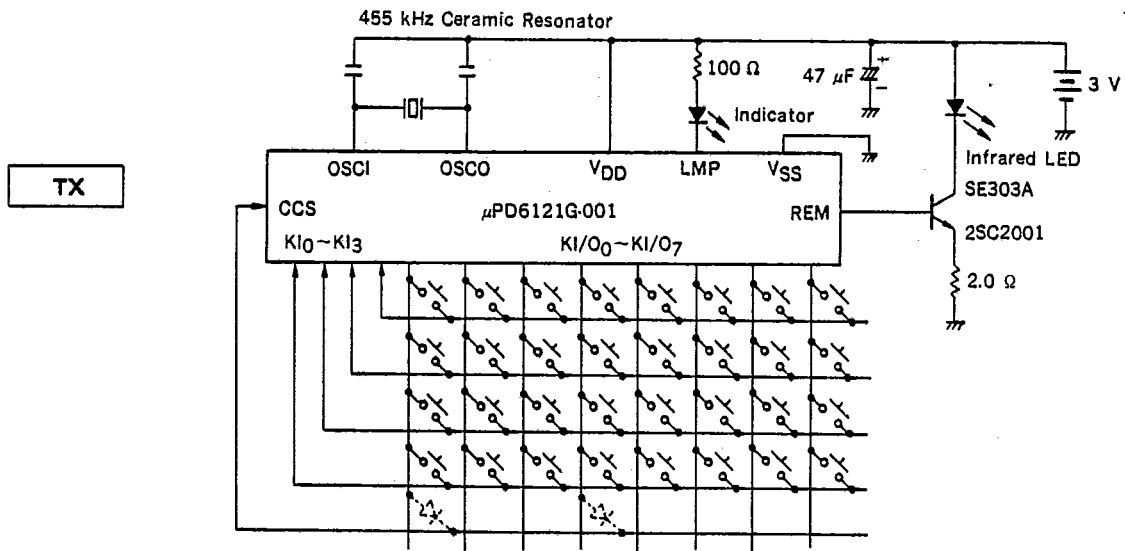 455 kHz Ceramic Resonator
100 Ω
47 μF
+
−
3 V
Indicator
Infrared LED
OSCI OSCO VDD LMP VSS
TX
SE303A
CCS μPD6121G-001 REM
2SC2001
KI0~KI3 KI/O0~KI/O7
2.0 Ω